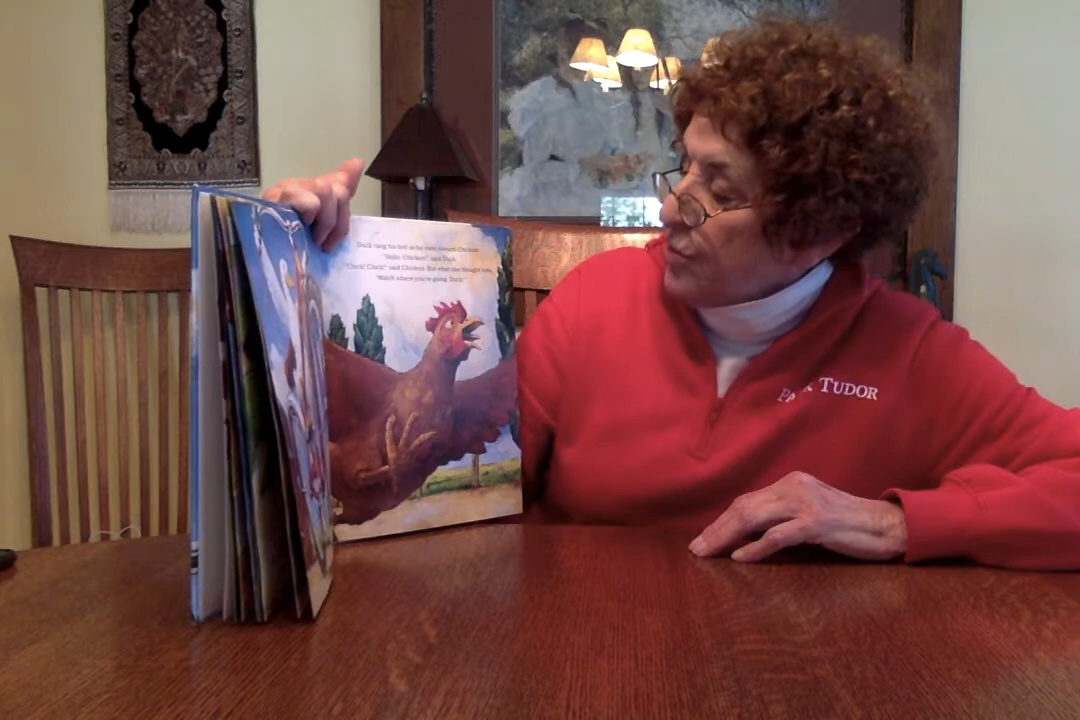 Duck rang his bell as he rode toward Chicken.
"Hello, Chicken!" said Duck.
"Cluck! Cluck!" said Chicken. But what she thought was,
"Watch where you're going, Duck!"
TUDOR